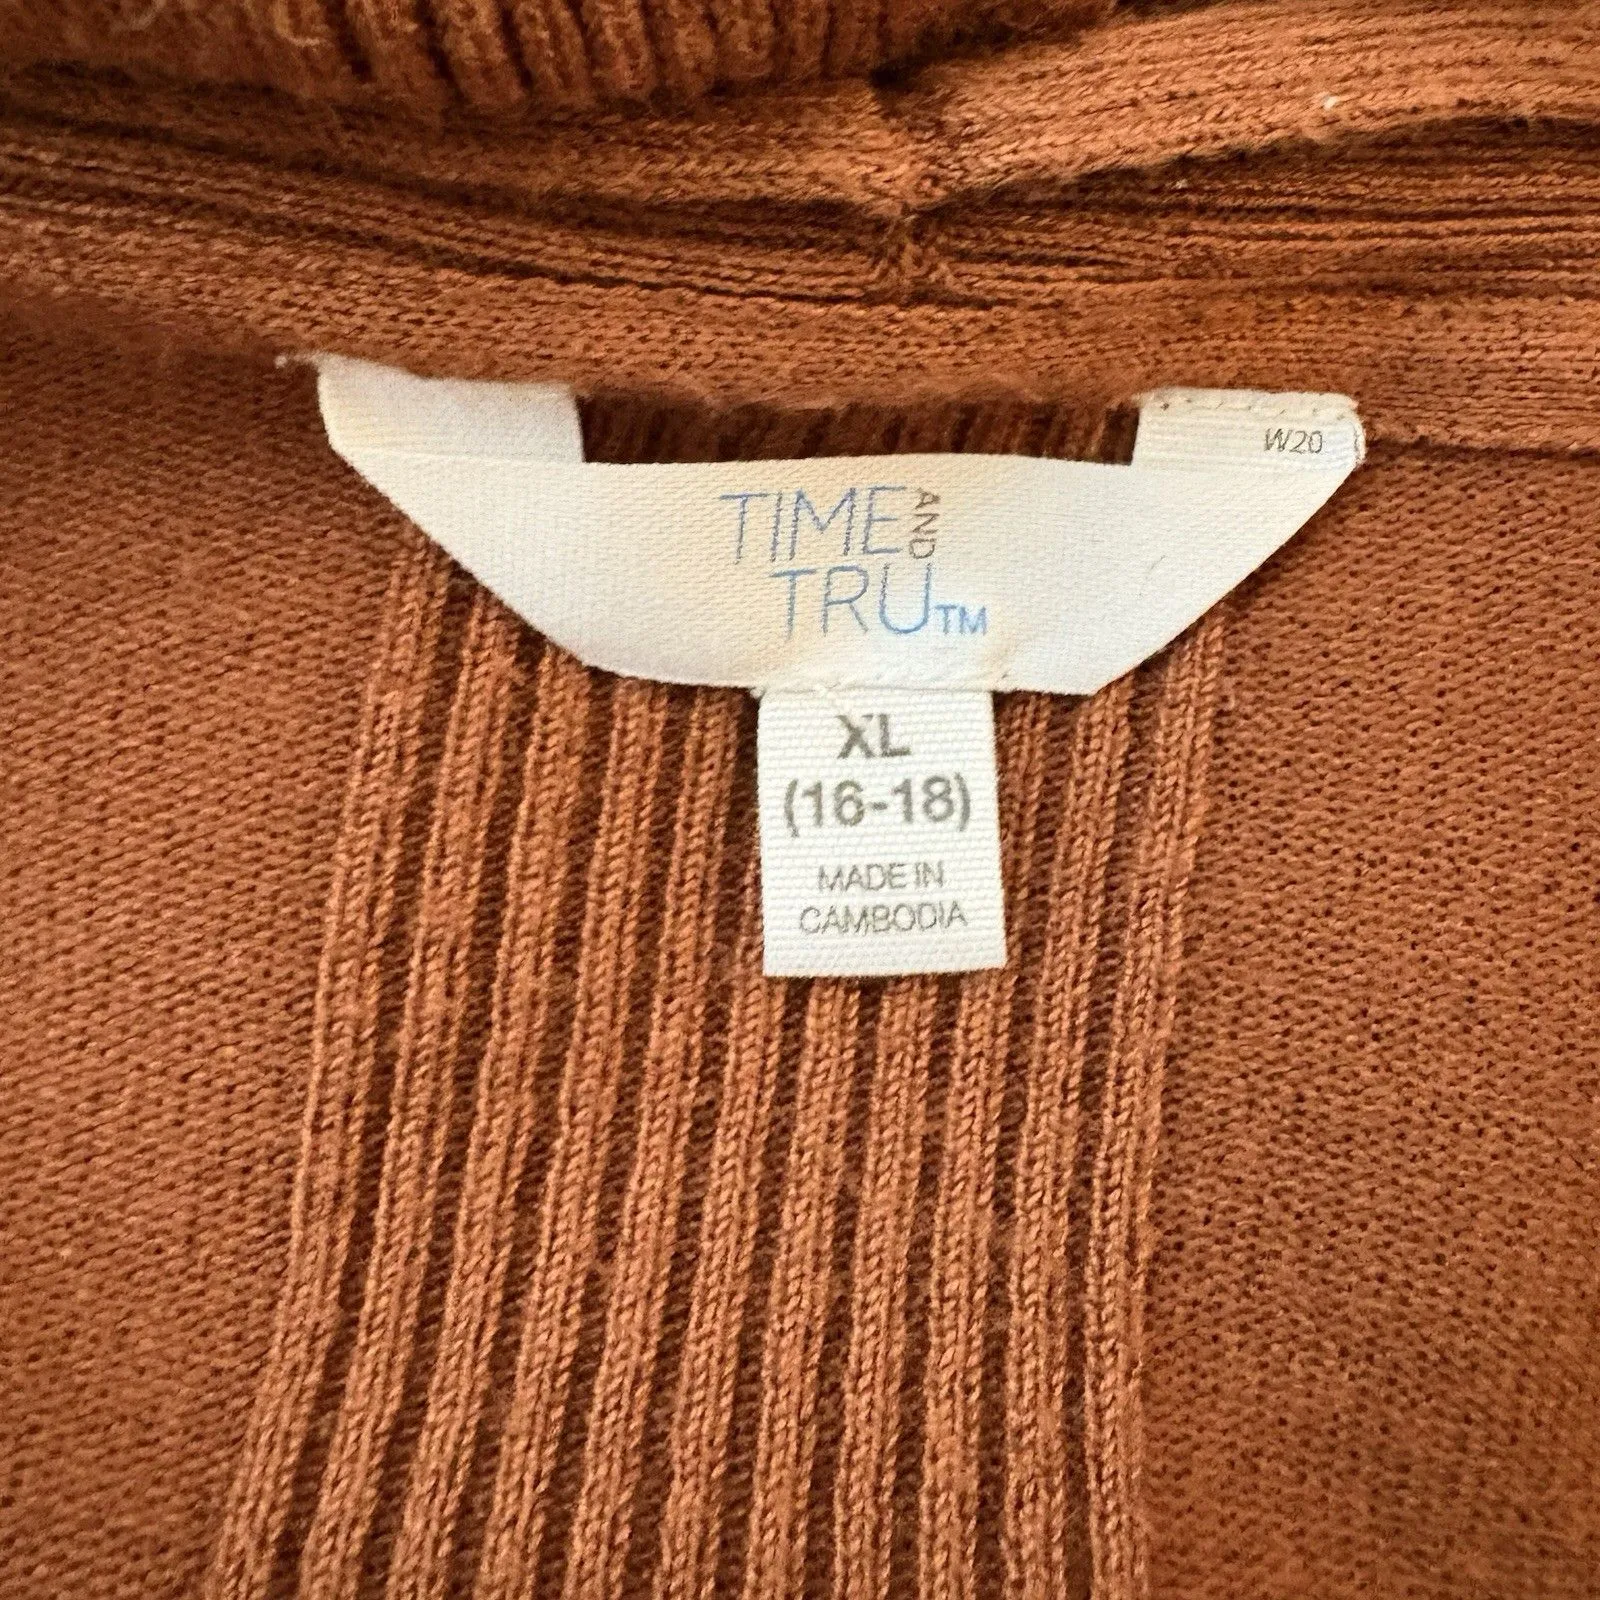 W20
TIME AND
TRU TM
XL
(16-18)
MADE IN
CAMBODIA